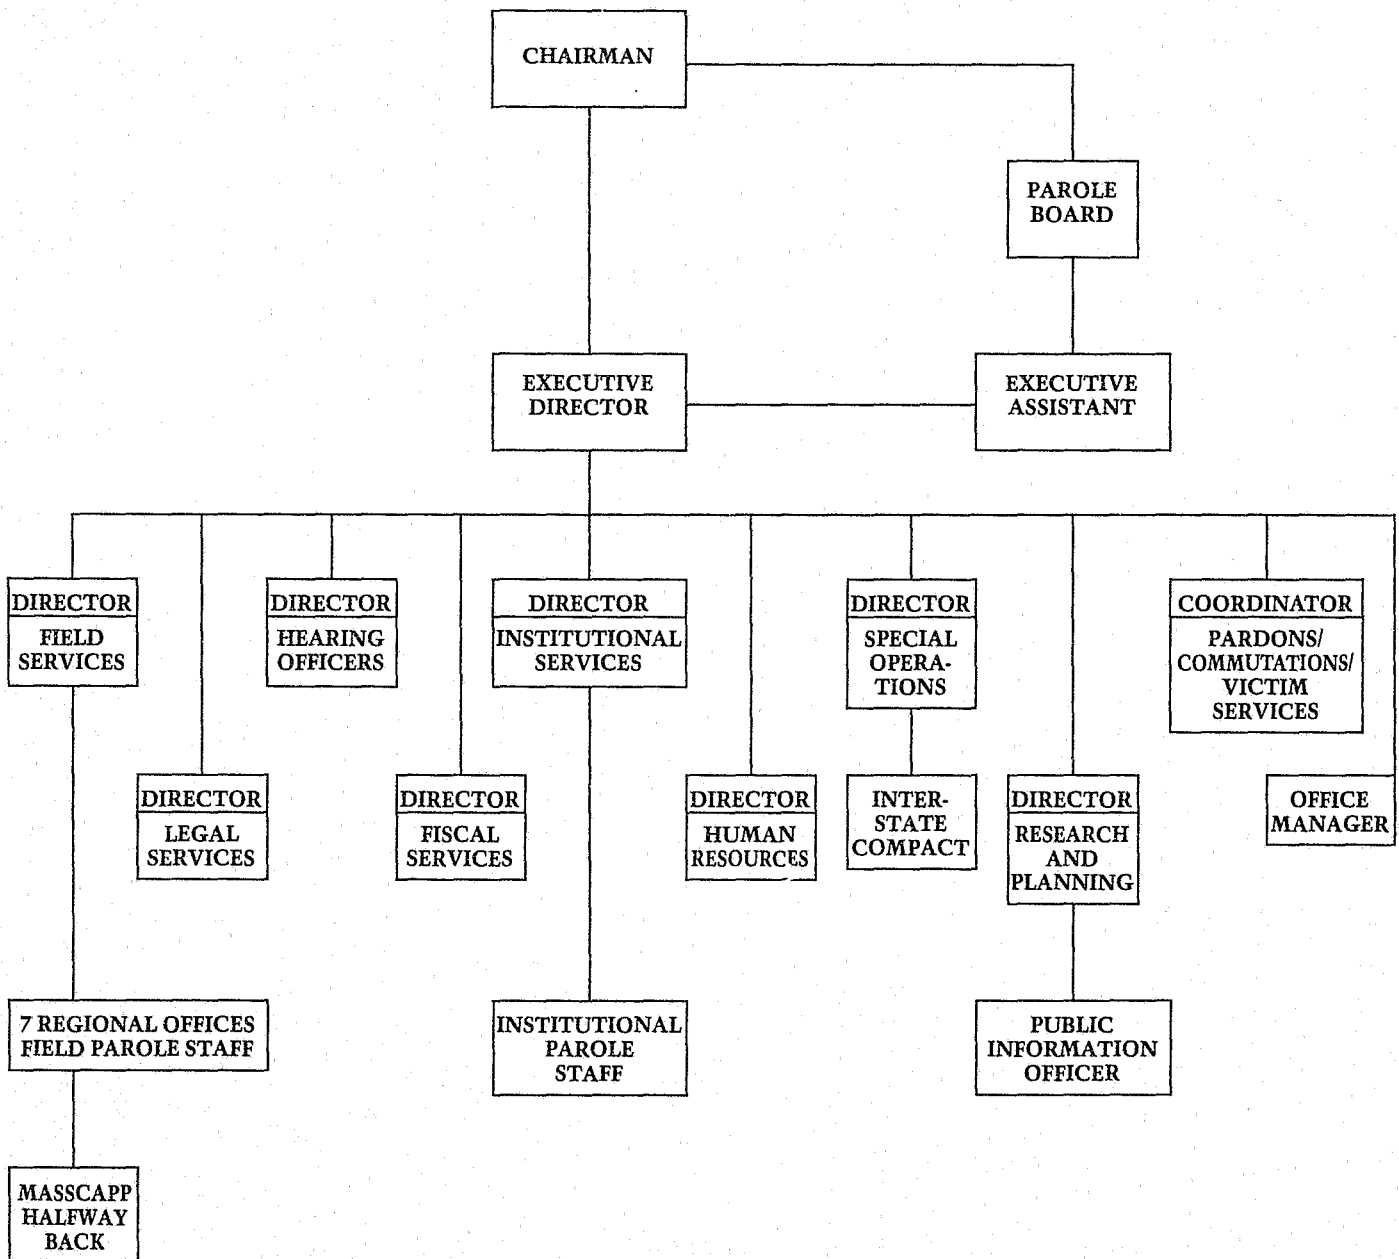 CHAIRMAN
PAROLE
BOARD
EXECUTIVE
DIRECTOR
EXECUTIVE
ASSISTANT
DIRECTOR
FIELD
SERVICES
DIRECTOR
HEARING
OFFICERS
DIRECTOR
INSTITUTIONAL
SERVICES
DIRECTOR
SPECIAL
OPERA-
TIONS
COORDINATOR
PARDONS/
COMMUTATIONS/
VICTIM
SERVICES
DIRECTOR
LEGAL
SERVICES
DIRECTOR
FISCAL
SERVICES
DIRECTOR
HUMAN
RESOURCES
INTER-
STATE
COMPACT
DIRECTOR
RESEARCH
AND
PLANNING
OFFICE
MANAGER
7 REGIONAL OFFICES
FIELD PAROLE STAFF
INSTITUTIONAL
PAROLE
STAFF
PUBLIC
INFORMATION
OFFICER
MASSCAPP
HALFWAY
BACK